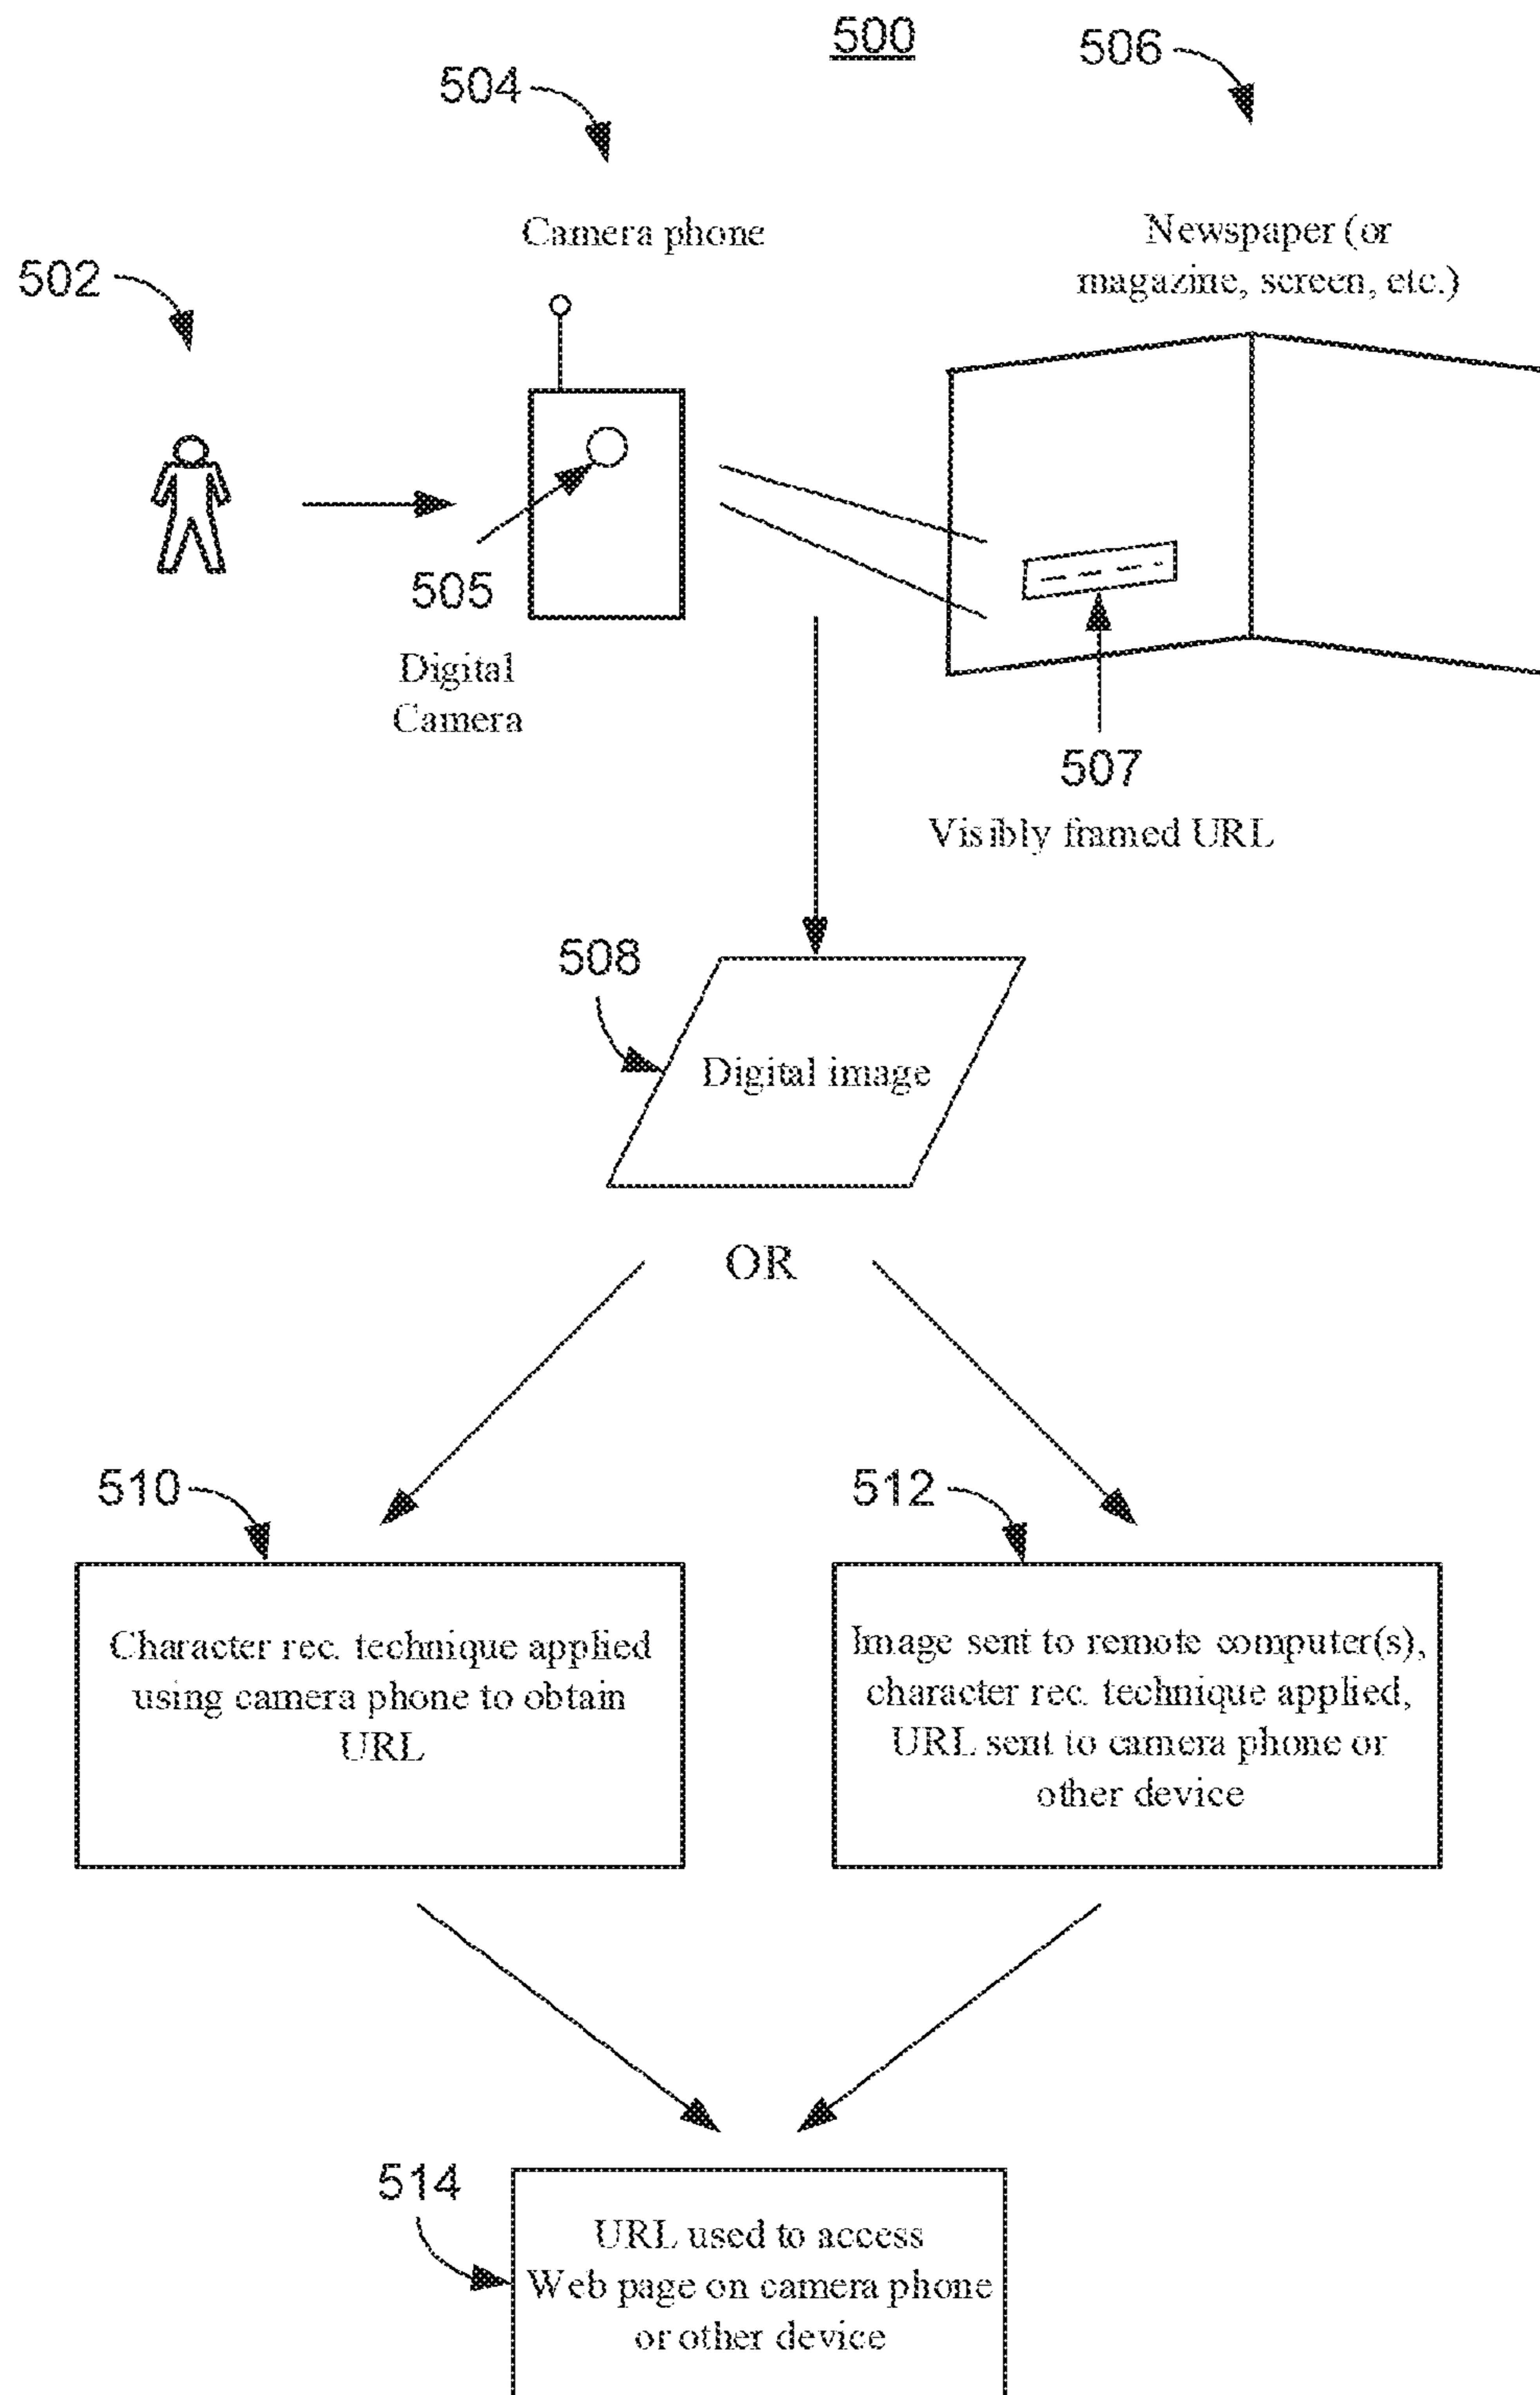 500
506
504
Camera phone
Newspaper (or
magazine, screen, etc.)
502
505
Digital
Camera
507
Visibly framed URL
508
Digital image
OR
510
512
Character rec. technique applied
using camera phone to obtain
URL
Image sent to remote computer(s),
character rec. technique applied,
URL sent to camera phone or
other device
514
URL used to access
Web page on camera phone
or other device